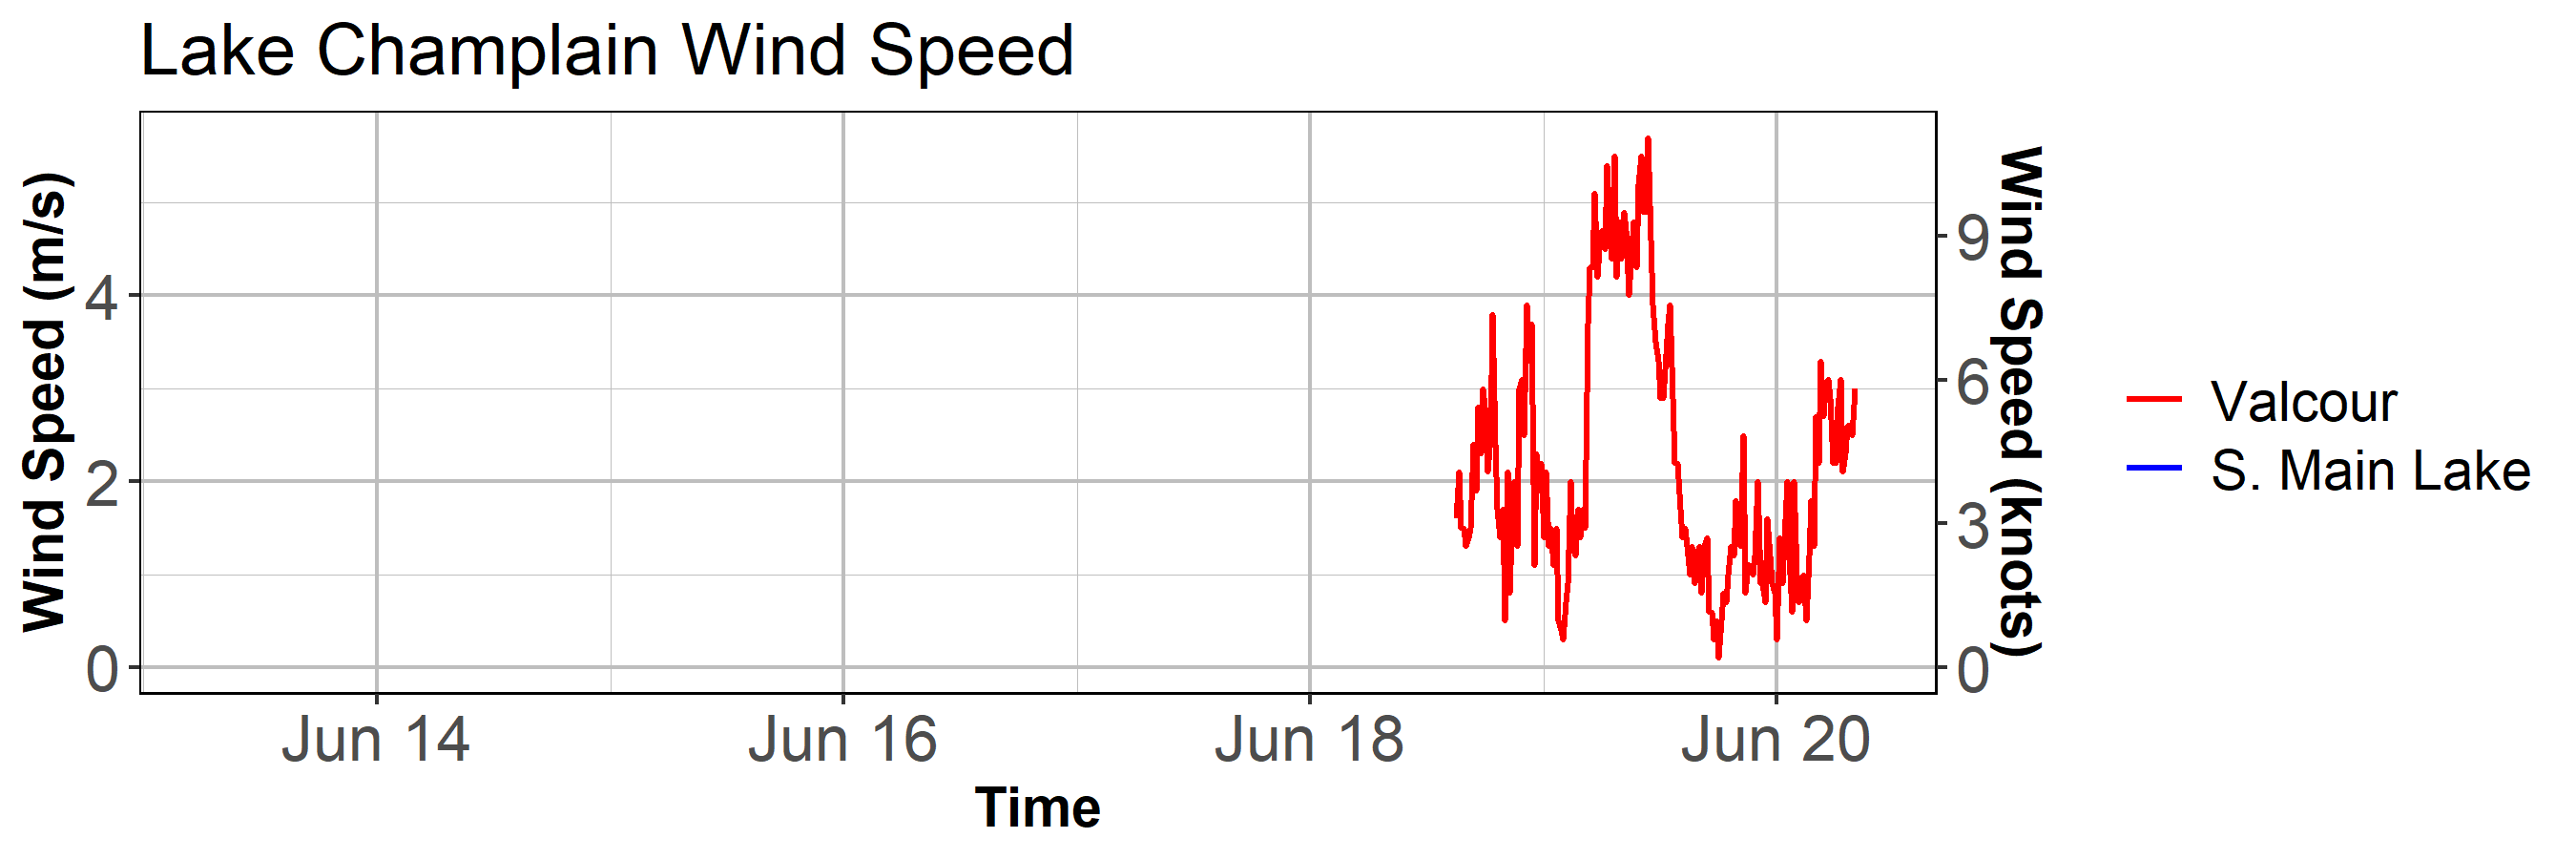 Lake Champlain Wind Speed
Wind Speed (m/s)
4
2
0
9
6
3
0
Wind Speed (knots)
Jun 14
Jun 16
Jun 18
Jun 20
Time
Valcour
S. Main Lake